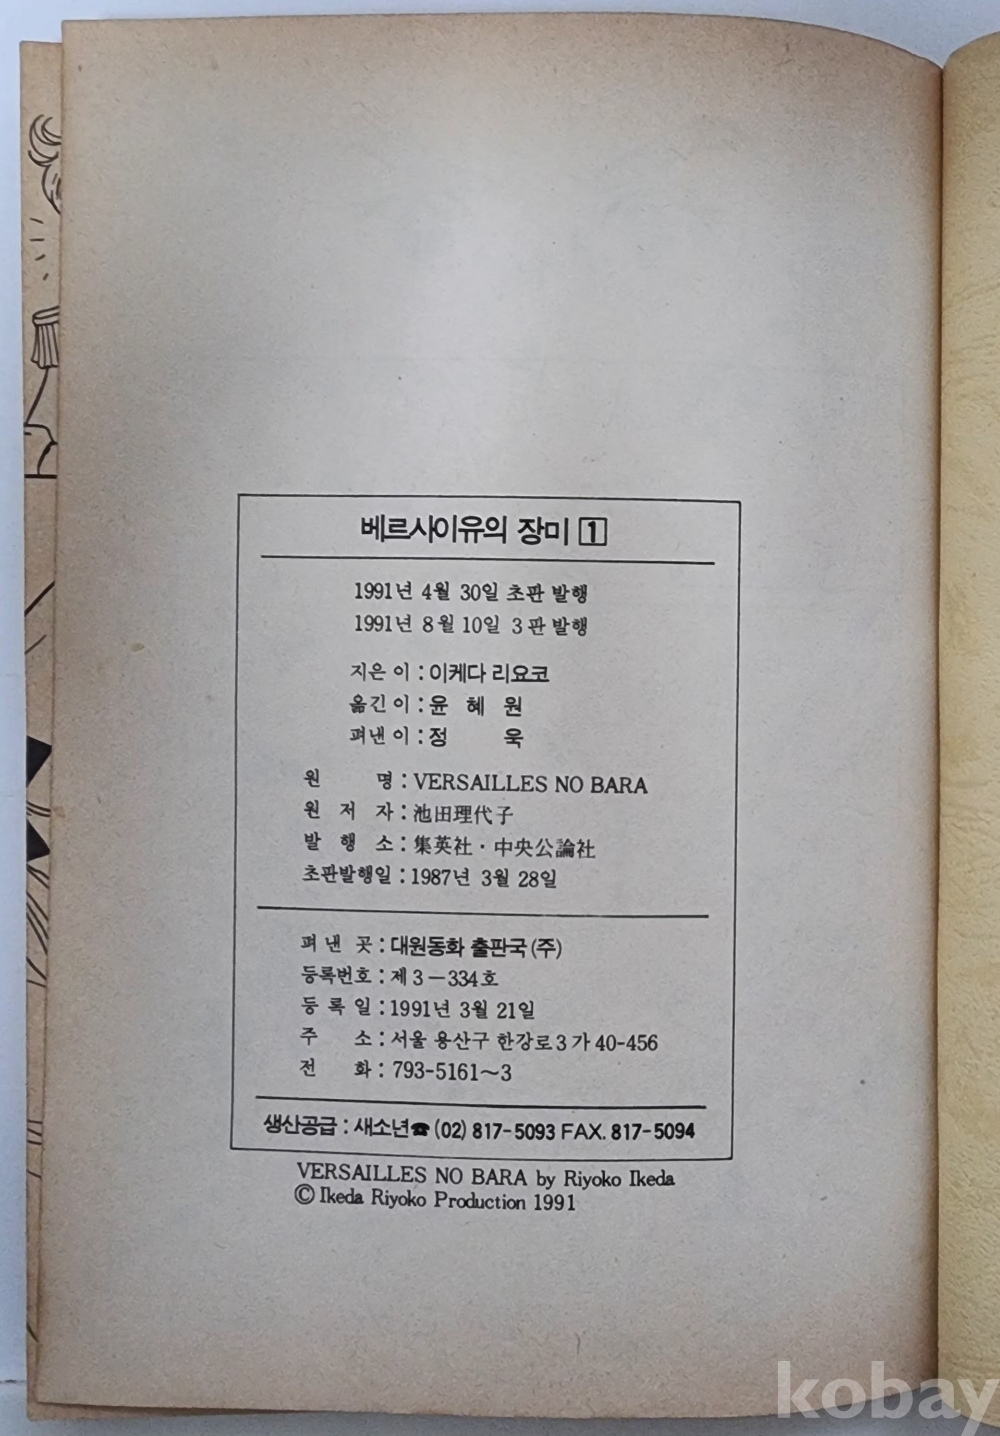 베르사이유의 장미 1
1991년 4월 30일 초판 발행
1991년 8월 10일 3판 발행
지은이 : 이케다 리요코
옮긴이 : 윤 혜 원
펴낸이 : 정 욱
원 명 : VERSAILLES NO BARA
원 저 자 : 池田理代子
발 행 소 : 集英社 · 中央公論社
초판발행일 : 1987년 3월 28일
펴 낸 곳 : 대원동화 출판국 (주)
등록번호 : 제 3-334호
등 록 일 : 1991년 3월 21일
주 소 : 서울 용산구 한강로 3가 40-456
전 화 : 793-5161~3
생산공급 : 새소년☎ (02) 817-5093 FAX. 817-5094
VERSAILLES NO BARA by Riyoko Ikeda
© Ikeda Riyoko Production 1991
kobay